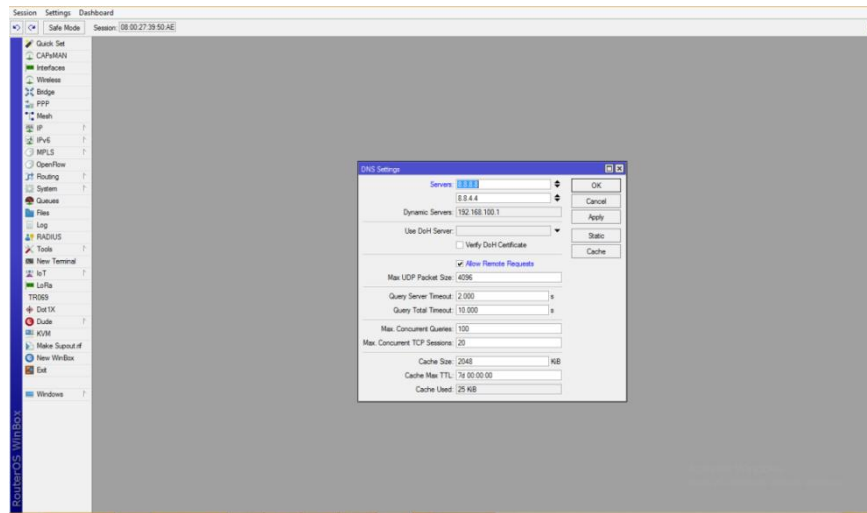 Session Settings Dashboard
Safe Mode Session: 08:00:27:39:50:AE
Quick Set
CAPsMAN
Interfaces
Wireless
Bridge
PPP
Mesh
IP
IPv6
MPLS
OpenFlow
Routing
System
Queues
Files
Log
RADIUS
Tools
New Terminal
IoT
LoRa
TR069
Dot1X
Dude
KVM
Make Supout.rif
New WinBox
Exit
Windows
RouterOS WinBox
DNS Settings
Servers: 8.8.8.8
8.8.4.4
Dynamic Servers: 192.168.100.1
Use DoH Server:
Verify DoH Certificate
Allow Remote Requests
Max UDP Packet Size: 4096
Query Server Timeout: 2.000 s
Query Total Timeout: 10.000 s
Max. Concurrent Queries: 100
Max. Concurrent TCP Sessions: 20
Cache Size: 2048 KiB
Cache Max TTL: 7d 00:00:00
Cache Used: 25 KiB
OK
Cancel
Apply
Static
Cache